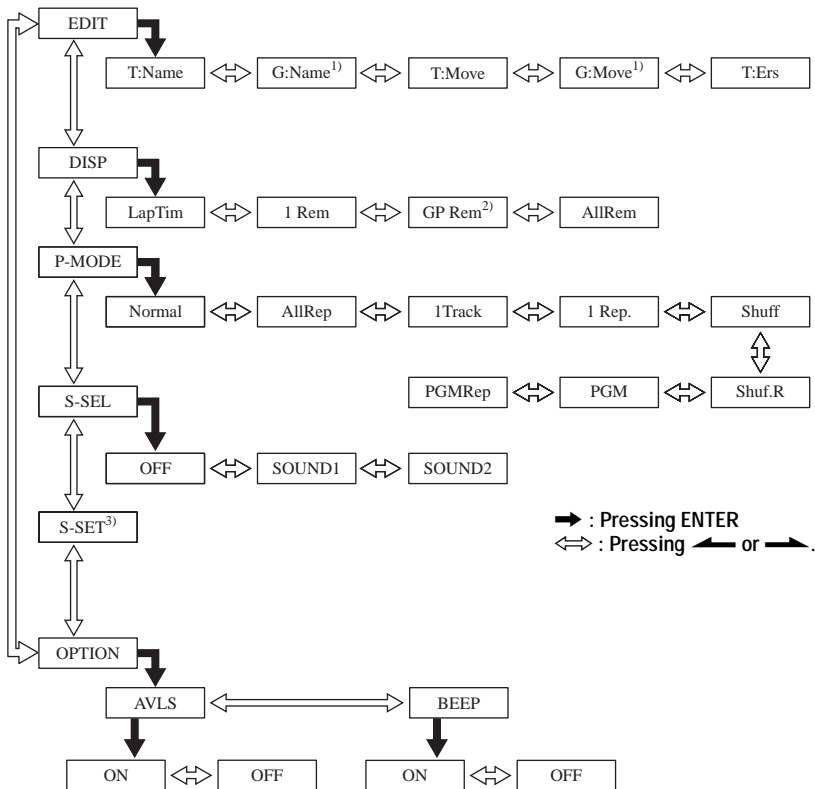 EDIT
T:Name G:Name1) T:Move G:Move1) T:Ers
DISP
LapTim 1 Rem GP Rem2) AllRem
P-MODE
Normal AllRep 1Track 1 Rep. Shuff
PGMRep PGM Shuf.R
S-SEL
OFF SOUND1 SOUND2
S-SET3)
: Pressing ENTER
: Pressing or .
OPTION
AVLS BEEP
ON OFF ON OFF